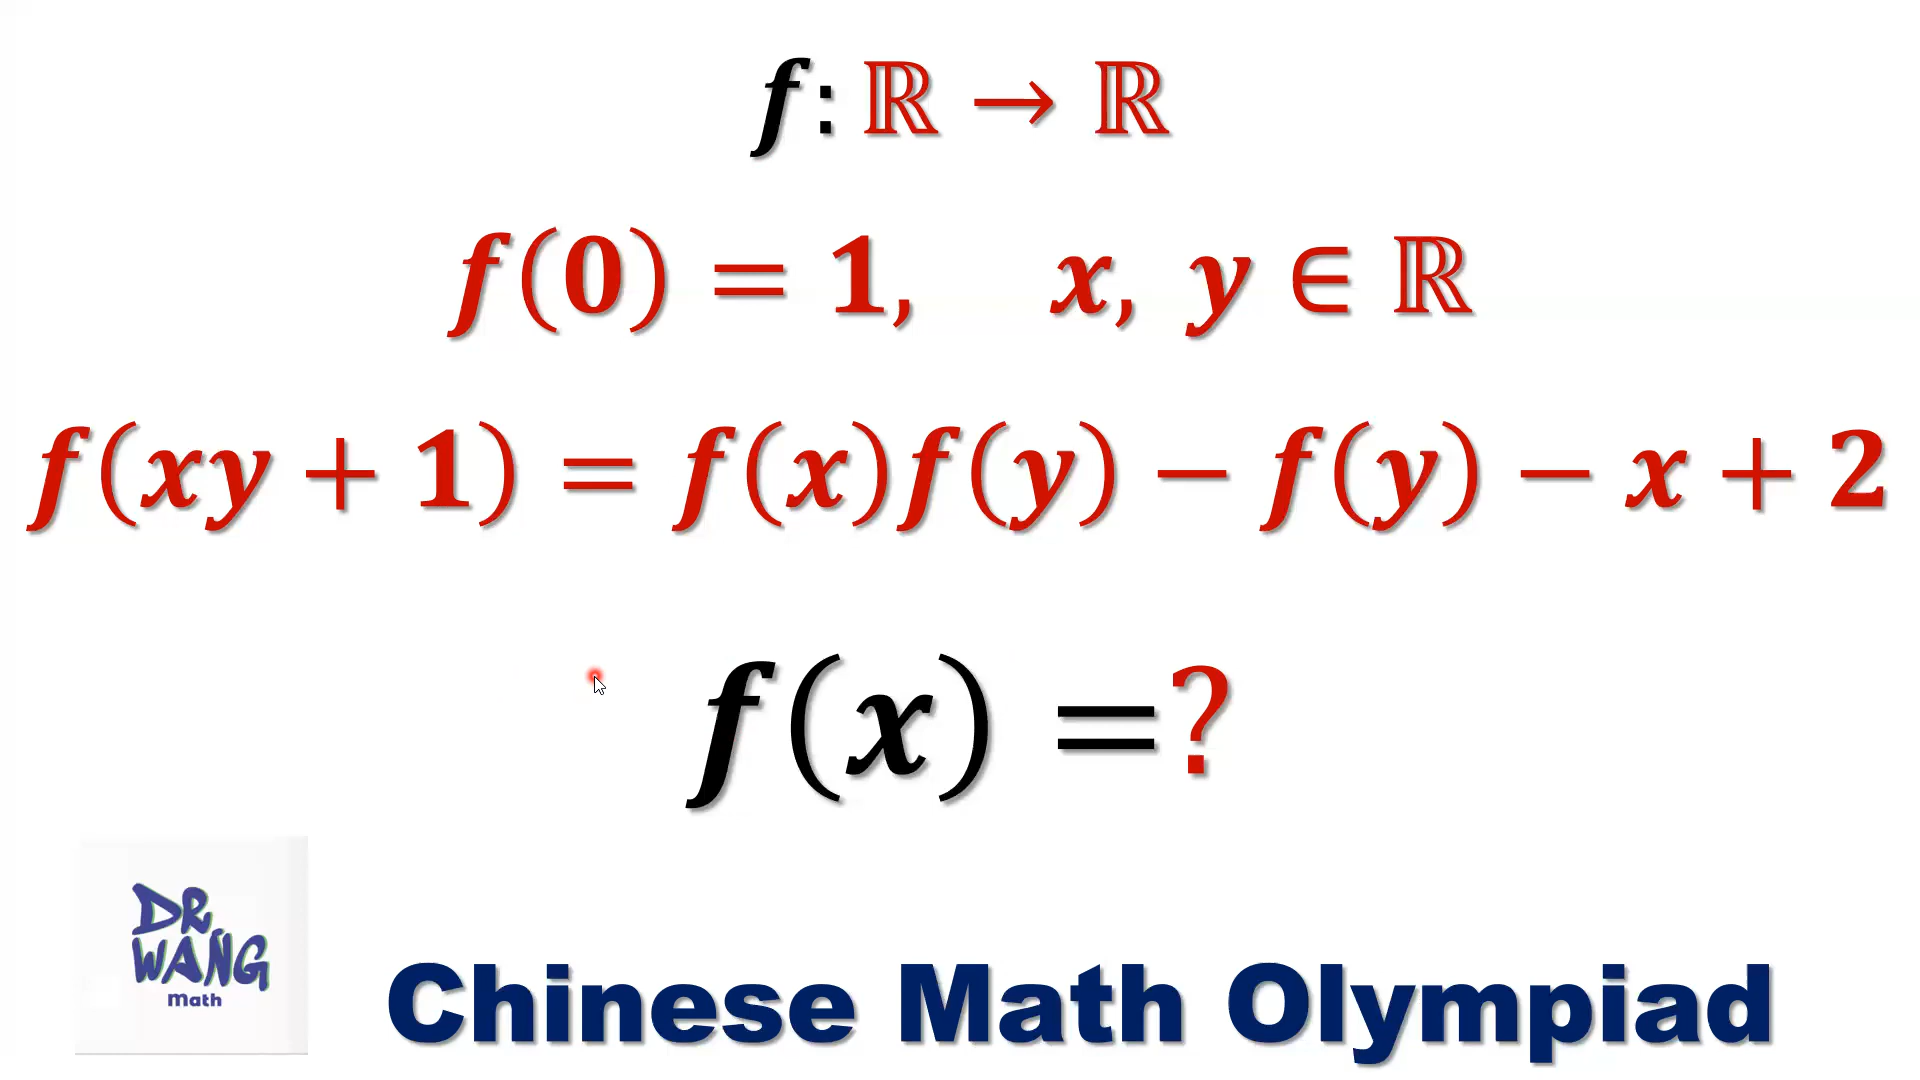 f: ℝ → ℝ
f(0) = 1, x, y ∈ ℝ
f(xy + 1) = f(x)f(y) − f(y) − x + 2
f(x) =?
DR
WANG
Math
Chinese Math Olympiad